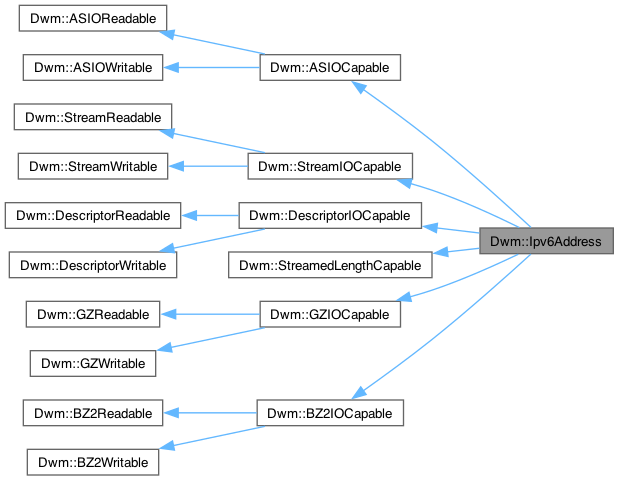 Dwm::ASIOReadable
Dwm::ASIOWritable
Dwm::ASIOCapable
Dwm::StreamReadable
Dwm::StreamWritable
Dwm::StreamIOCapable
Dwm::DescriptorReadable
Dwm::DescriptorIOCapable
Dwm::Ipv6Address
Dwm::DescriptorWritable
Dwm::StreamedLengthCapable
Dwm::GZReadable
Dwm::GZIOCapable
Dwm::GZWritable
Dwm::BZ2Readable
Dwm::BZ2IOCapable
Dwm::BZ2Writable